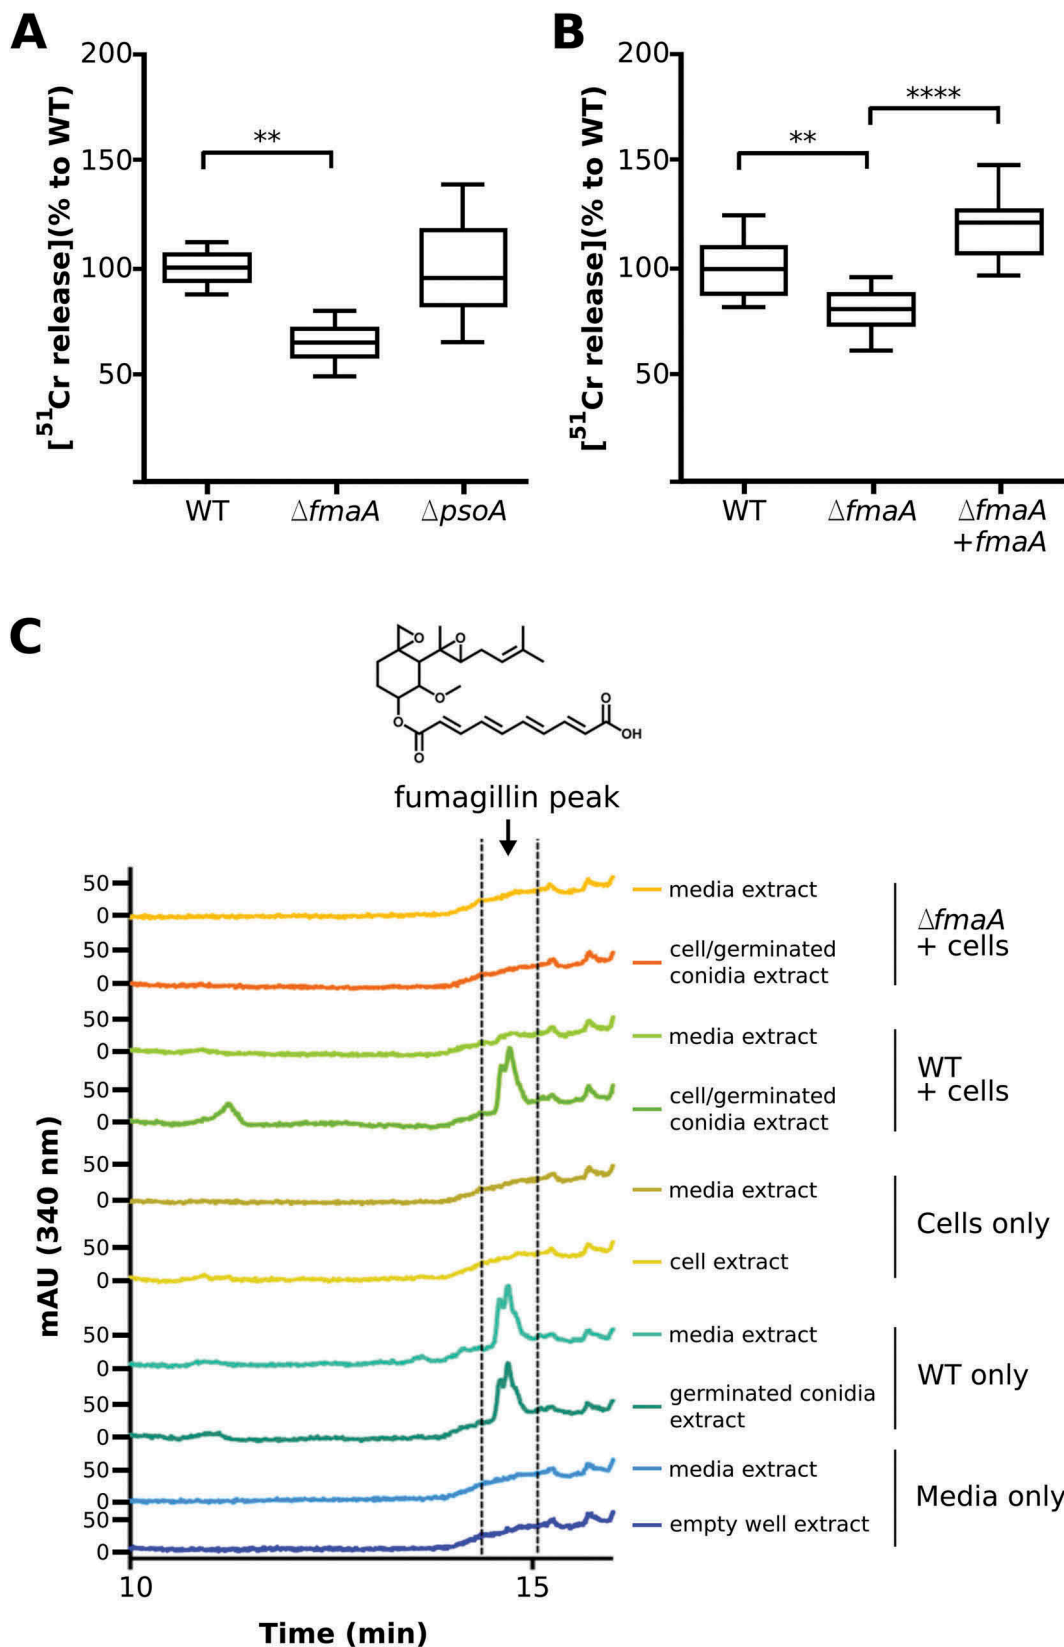 A
B
200
150
100
50
[⁵¹Cr release](% to WT)
**
WT
ΔfmaA
ΔpsoA
200
150
100
50
[⁵¹Cr release](% to WT)
**
****
WT
ΔfmaA
ΔfmaA
+fmaA
C
O
O
O
O
O
O
OH
fumagillin peak
50
0
media extract
50
0
cell/germinated
conidia extract
ΔfmaA
+ cells
50
0
media extract
50
0
cell/germinated
conidia extract
WT
+ cells
50
0
media extract
50
0
cell extract
Cells only
50
0
media extract
50
0
germinated conidia
extract
WT only
50
0
media extract
50
0
empty well extract
Media only
mAU (340 nm)
10
15
Time (min)